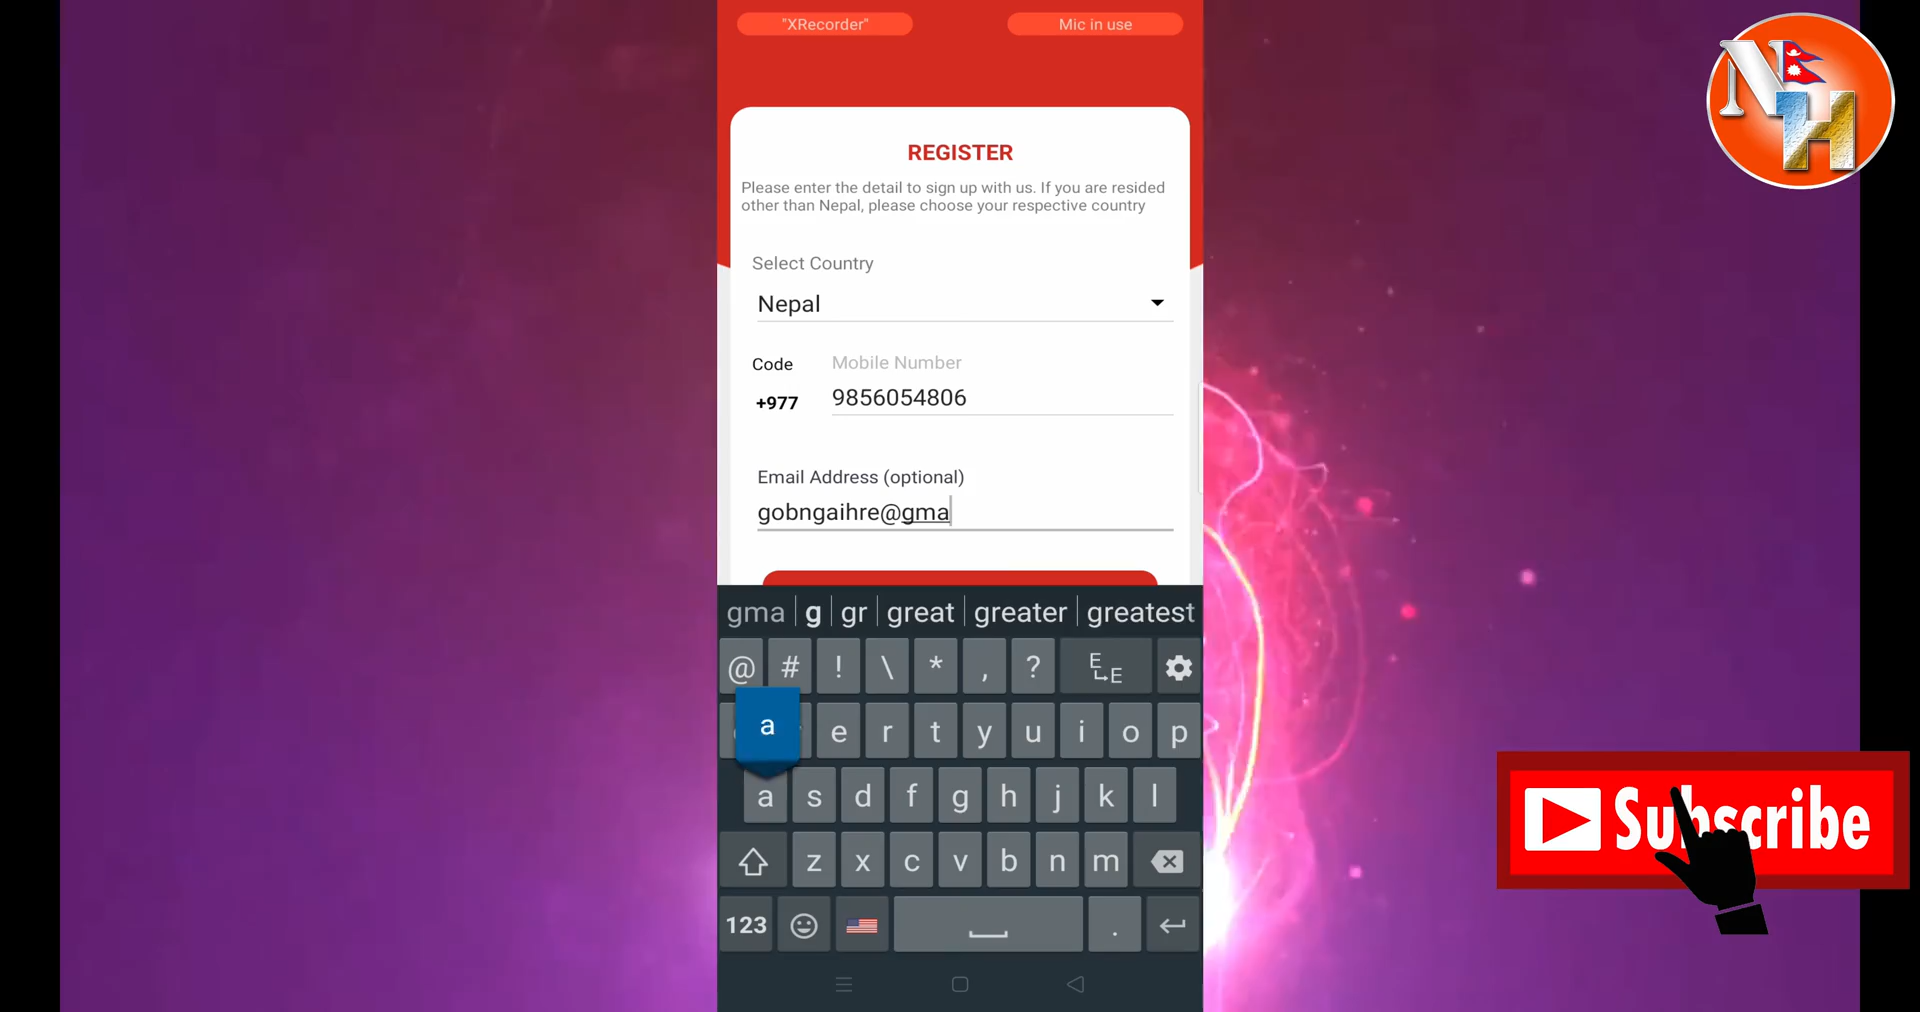 "XRecorder"
Mic in use
NH
REGISTER
Please enter the detail to sign up with us. If you are resided
other than Nepal, please choose your respective country
Select Country
Nepal
Code
Mobile Number
+977
9856054806
Email Address (optional)
gobngaihre@gma
gma g gr great greater greatest
@ # ! \ * , ? E E
a e r t y u i o p
a s d f g h j k l
z x c v b n m
123 .
Subscribe